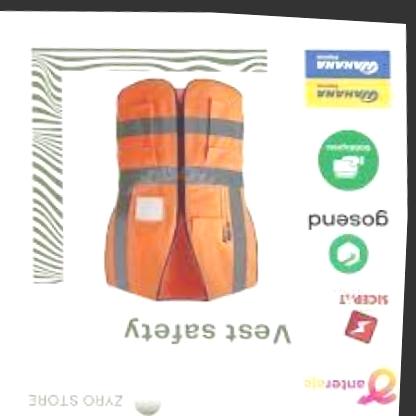 ZYRO STORE
Vest safety
anteraja
SICEPAT
gosend
WAHANA
WAHANA